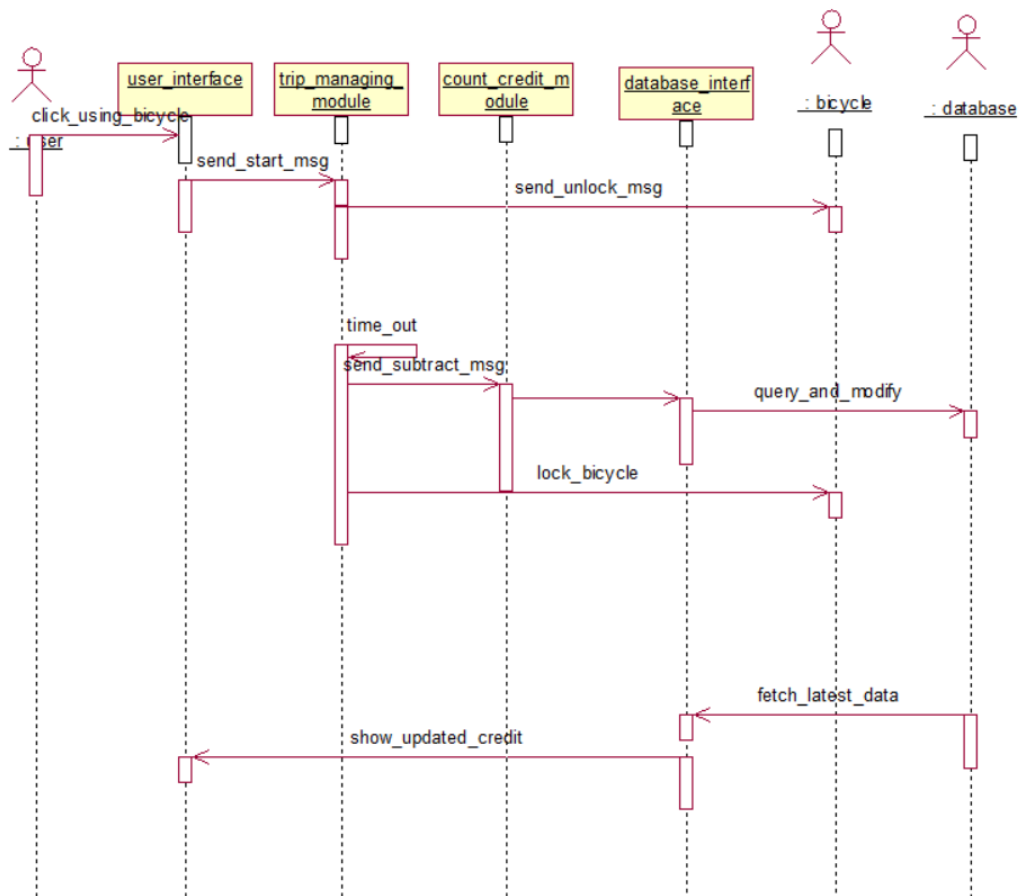 user_interface
trip_managing_
module
count_credit_m
odule
database_interf
ace
: bicycle
: database
click_using_bicycle
: user
send_start_msg
send_unlock_msg
time_out
send_subtract_msg
query_and_modify
lock_bicycle
fetch_latest_data
show_updated_credit